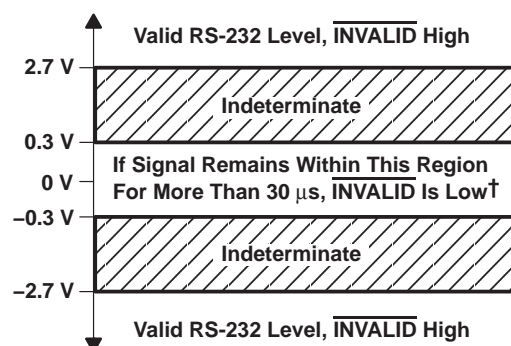 Valid RS-232 Level, INVALID High
2.7 V
Indeterminate
0.3 V
If Signal Remains Within This Region
0 V
For More Than 30 μs, INVALID Is Low†
–0.3 V
Indeterminate
–2.7 V
Valid RS-232 Level, INVALID High